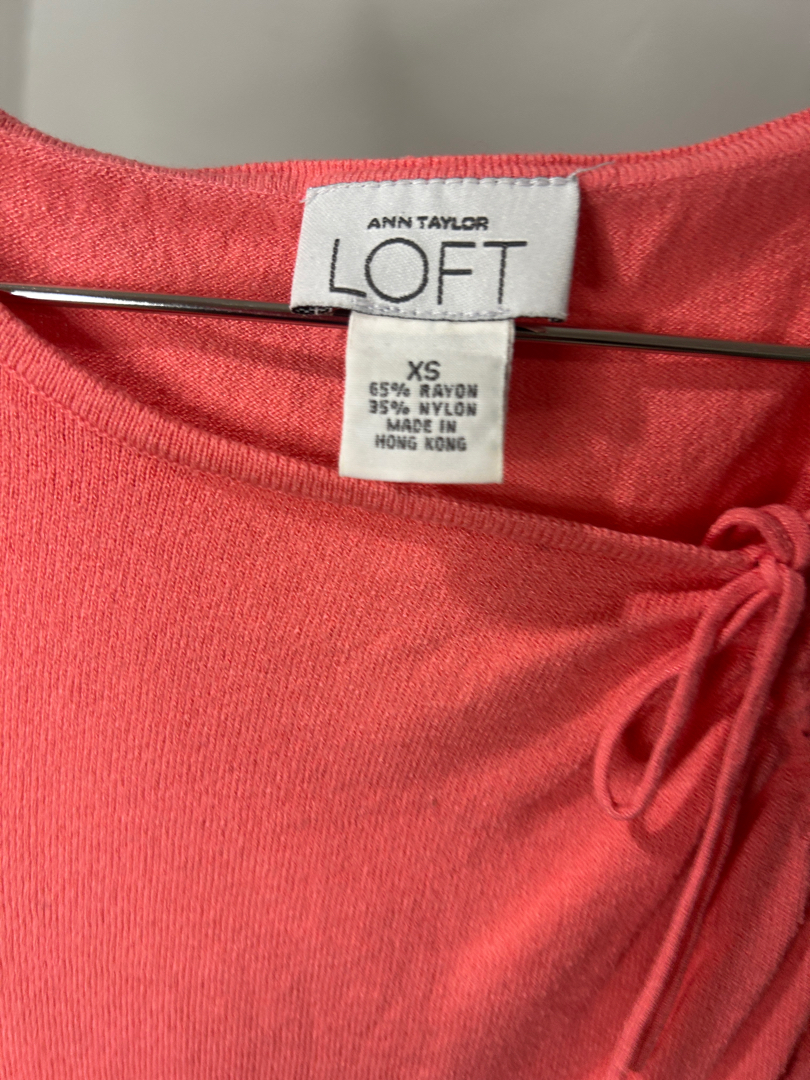 ANN TAYLOR
LOFT
XS
65% RAYON
35% NYLON
MADE IN
HONG KONG